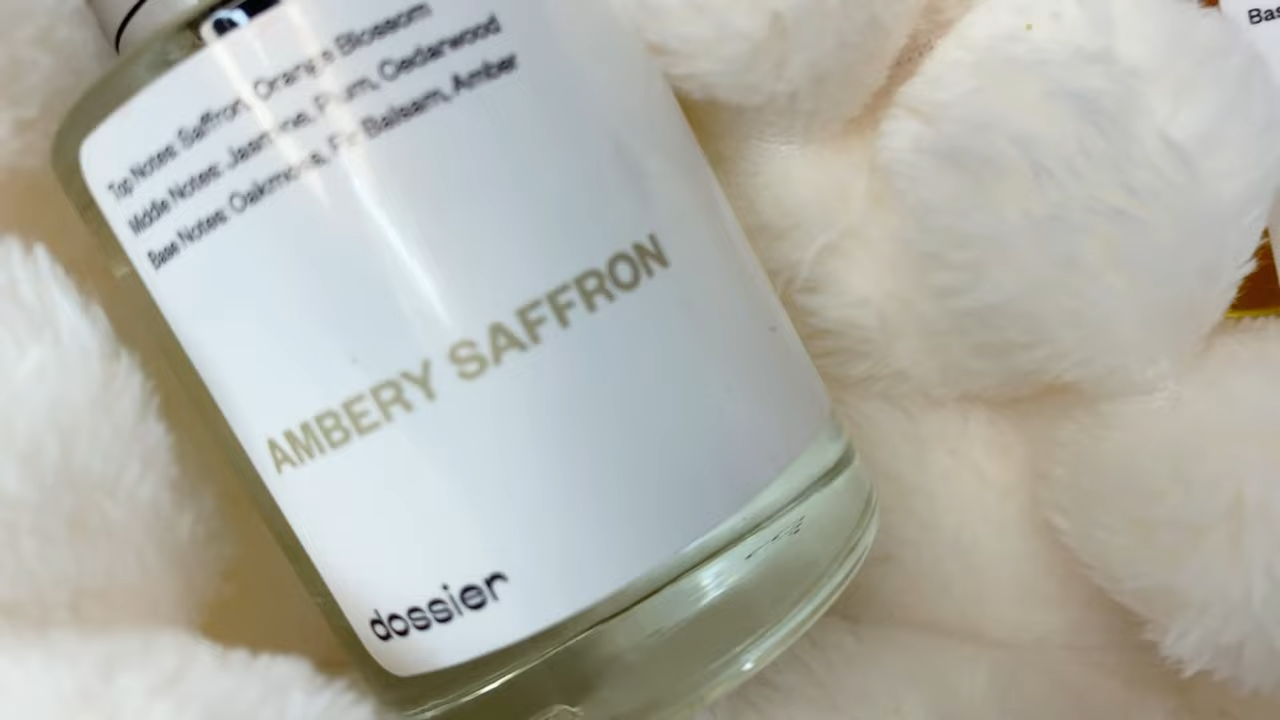 Top Notes: Saffron, Orange Blossom
Middle Notes: Jasmine, Plum, Cedarwood
Base Notes: Oakmoss, Fir Balsam, Amber
AMBERY SAFFRON
dossier
Bas